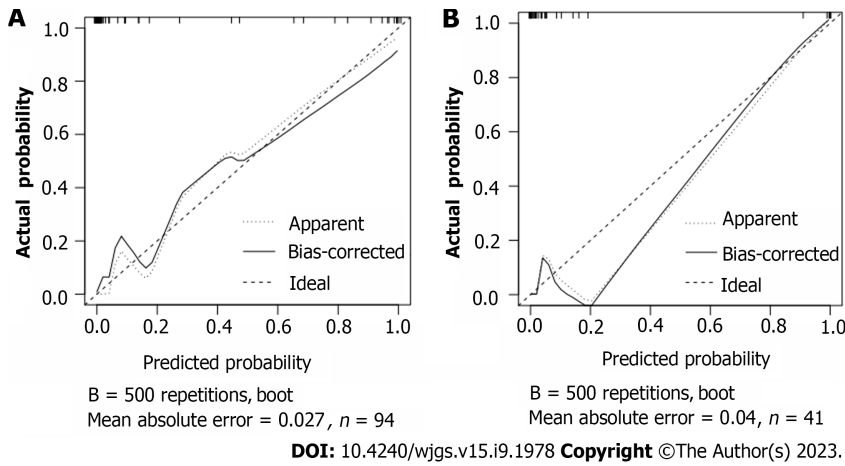 A
Actual probability
1.0
0.8
0.6
0.4
0.2
0.0
Apparent
Bias-corrected
Ideal
0.0 0.2 0.4 0.6 0.8 1.0
Predicted probability
B = 500 repetitions, boot
Mean absolute error = 0.027, n = 94
B
Actual probability
1.0
0.8
0.6
0.4
0.2
0.0
Apparent
Bias-corrected
Ideal
0.0 0.2 0.4 0.6 0.8 1.0
Predicted probability
B = 500 repetitions, boot
Mean absolute error = 0.04, n = 41
DOI: 10.4240/wjgs.v15.i9.1978 Copyright ©The Author(s) 2023.